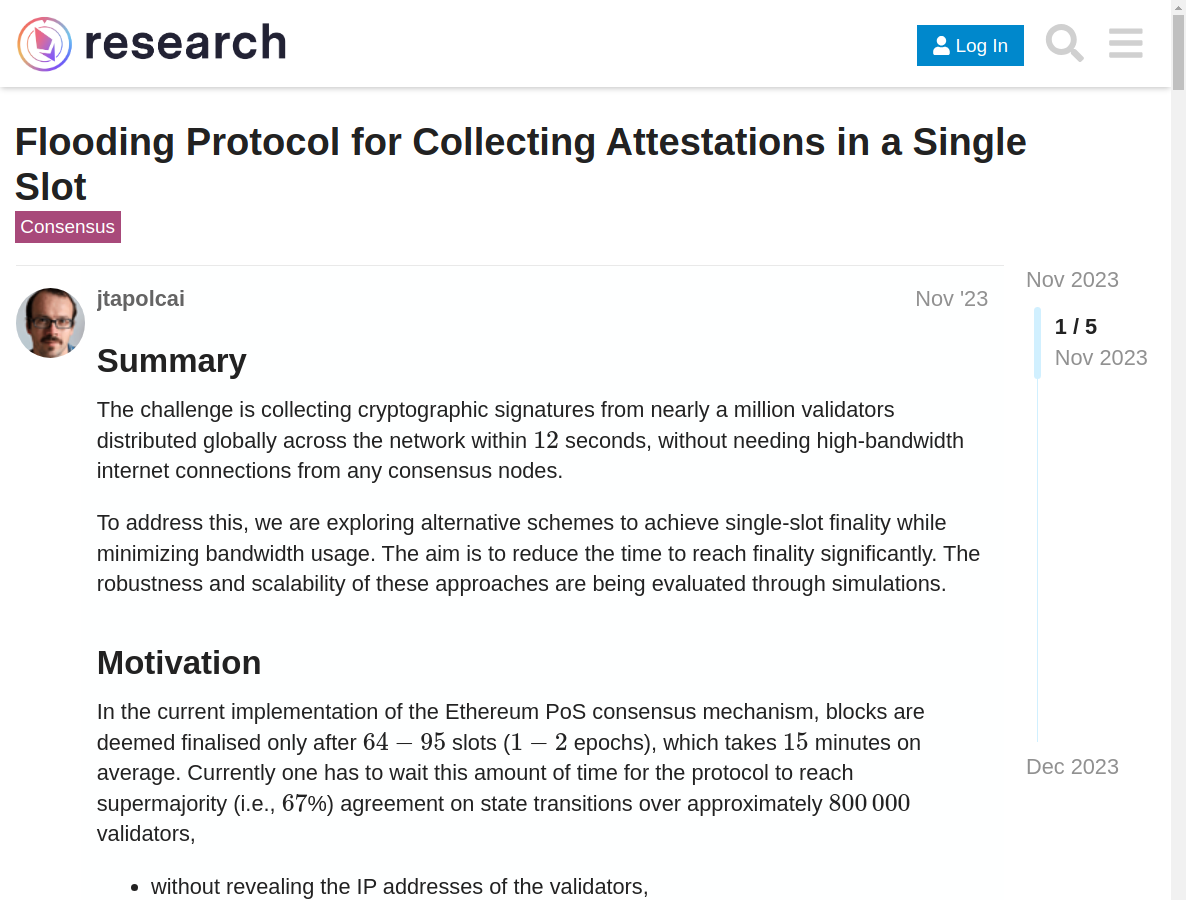 research
Log In
Flooding Protocol for Collecting Attestations in a Single
Slot
Consensus
jtapolcai
Nov '23
Nov 2023
1 / 5
Nov 2023
Summary
The challenge is collecting cryptographic signatures from nearly a million validators
distributed globally across the network within 12 seconds, without needing high-bandwidth
internet connections from any consensus nodes.
To address this, we are exploring alternative schemes to achieve single-slot finality while
minimizing bandwidth usage. The aim is to reduce the time to reach finality significantly. The
robustness and scalability of these approaches are being evaluated through simulations.
Motivation
In the current implementation of the Ethereum PoS consensus mechanism, blocks are
deemed finalised only after 64 − 95 slots (1 − 2 epochs), which takes 15 minutes on
average. Currently one has to wait this amount of time for the protocol to reach
supermajority (i.e., 67%) agreement on state transitions over approximately 800 000
validators,
Dec 2023
• without revealing the IP addresses of the validators,